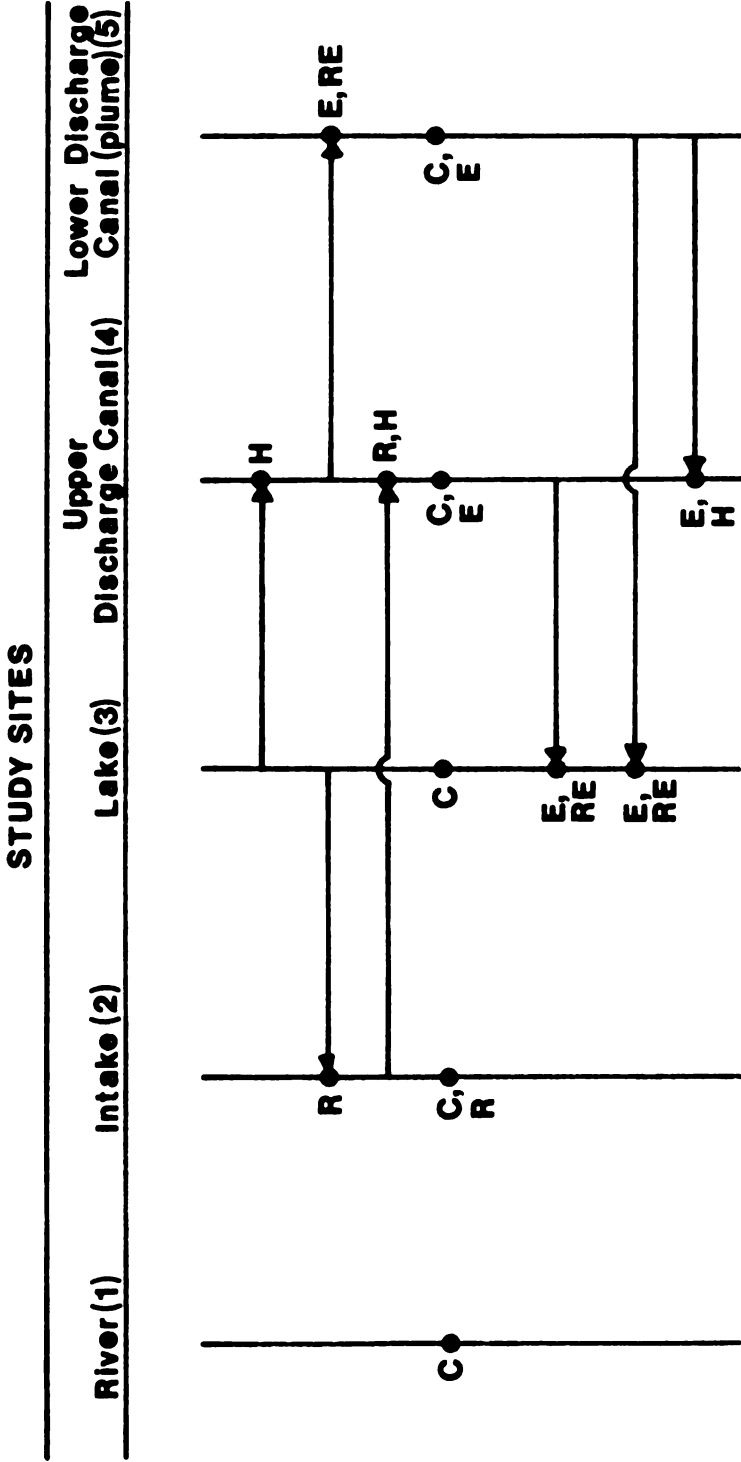 STUDY SITES
Upper Lower Discharge
River(1) Intake(2) Lake(3) Discharge Canal(4) Canal (plume)(5)
H
R E,RE
R,H
C C, C C, C,
R E E
E,
RE
E,
RE
E,
H